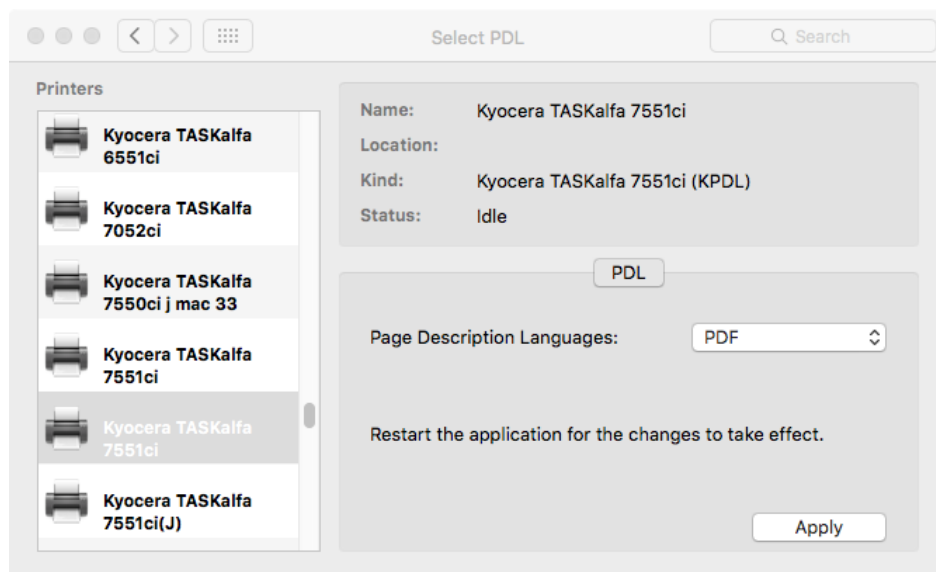 Select PDL
Search
Printers
Kyocera TASKalfa
6551ci
Kyocera TASKalfa
7052ci
Kyocera TASKalfa
7550ci j mac 33
Kyocera TASKalfa
7551ci
Kyocera TASKalfa
7551ci
Kyocera TASKalfa
7551ci(J)
Name: Kyocera TASKalfa 7551ci
Location:
Kind: Kyocera TASKalfa 7551ci (KPDL)
Status: Idle
PDL
Page Description Languages: PDF
Restart the application for the changes to take effect.
Apply